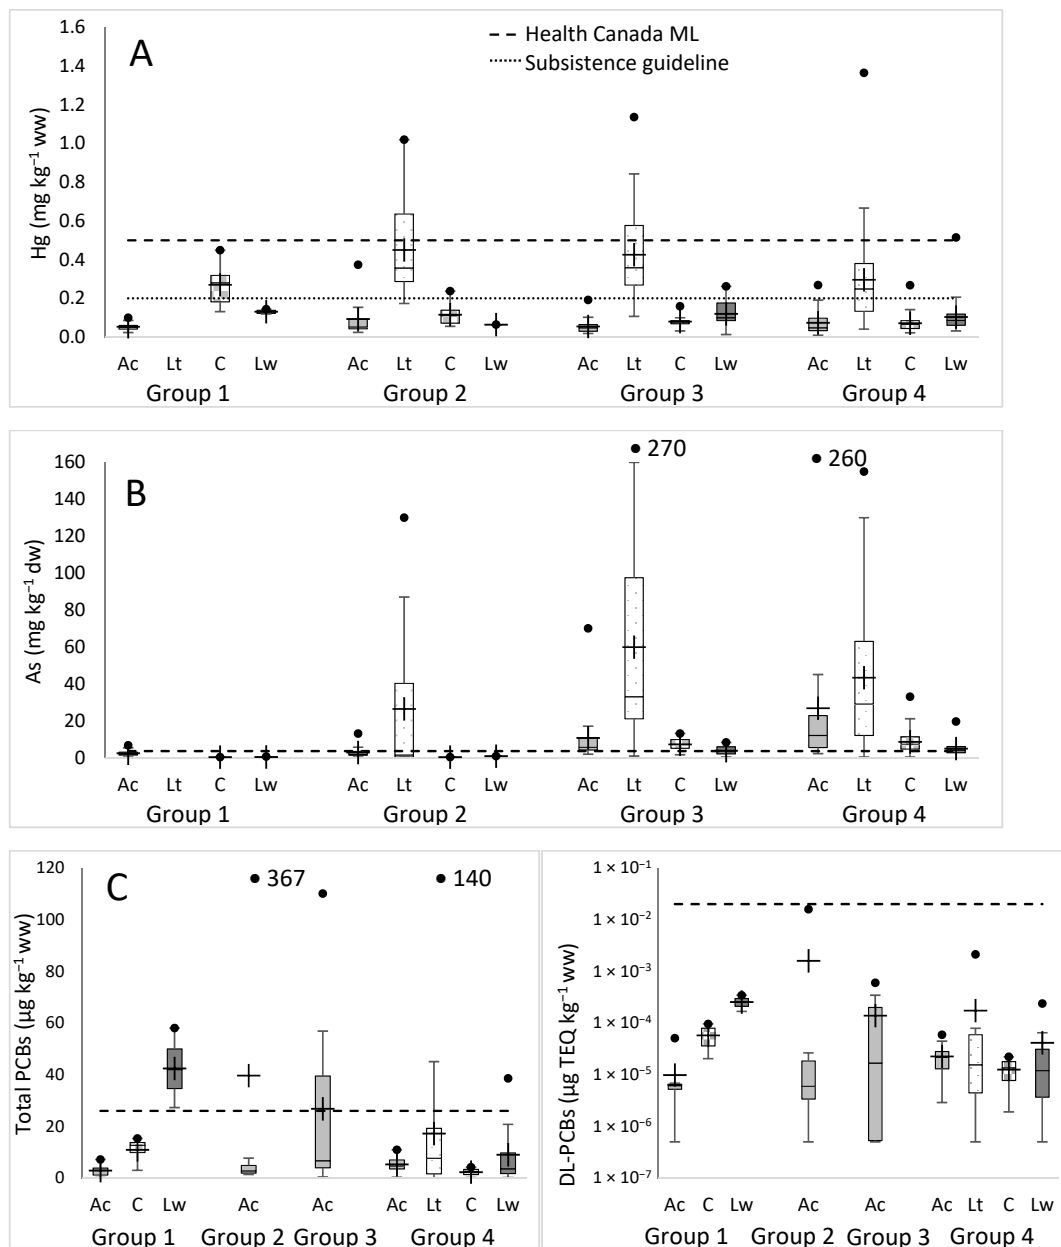 A
Health Canada ML
Subsistence guideline
Hg (mg kg⁻¹ ww)
1.6
1.4
1.2
1.0
0.8
0.6
0.4
0.2
0.0
Ac Lt C Lw Ac Lt C Lw Ac Lt C Lw Ac Lt C Lw
Group 1 Group 2 Group 3 Group 4
B
270
260
As (mg kg⁻¹ dw)
160
140
120
100
80
60
40
20
0
Ac Lt C Lw Ac Lt C Lw Ac Lt C Lw Ac Lt C Lw
Group 1 Group 2 Group 3 Group 4
C
367
140
Total PCBs (µg kg⁻¹ ww)
120
100
80
60
40
20
0
Ac C Lw Ac Ac Ac Lt C Lw
Group 1 Group 2 Group 3 Group 4
DL-PCBs (µg TEQ kg⁻¹ ww)
1 × 10⁻¹
1 × 10⁻²
1 × 10⁻³
1 × 10⁻⁴
1 × 10⁻⁵
1 × 10⁻⁶
1 × 10⁻⁷
Ac C Lw Ac Ac Ac Lt C Lw
Group 1 Group 2 Group 3 Group 4